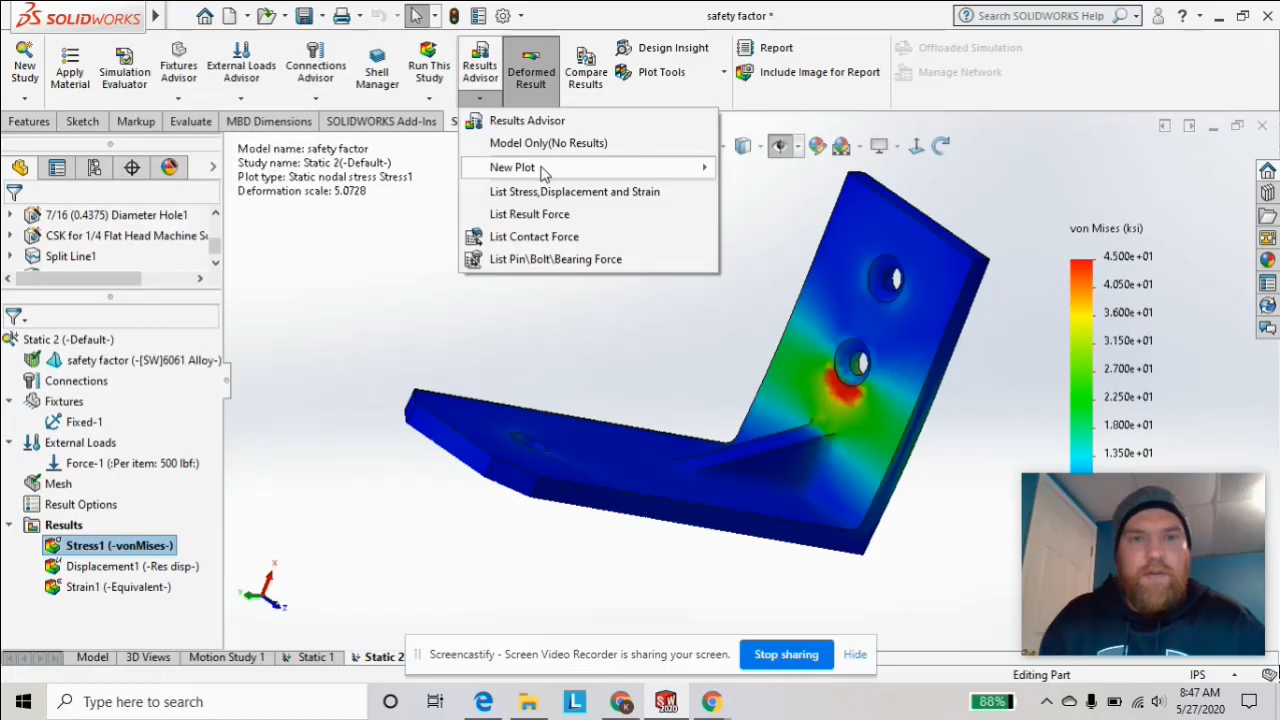 SOLIDWORKS
safety factor *
Search SOLIDWORKS Help
?
New Study
Apply Material
Simulation Evaluator
Fixtures Advisor
External Loads Advisor
Connections Advisor
Shell Manager
Run This Study
Results Advisor
Deformed Result
Compare Results
Design Insight
Plot Tools
Report
Include Image for Report
Offloaded Simulation
Manage Network
Features
Sketch
Markup
Evaluate
MBD Dimensions
SOLIDWORKS Add-Ins
S
Results Advisor
Model Only(No Results)
New Plot
List Stress,Displacement and Strain
List Result Force
List Contact Force
List Pin\Bolt\Bearing Force
Model name: safety factor
Study name: Static 2(-Default-)
Plot type: Static nodal stress Stress1
Deformation scale: 5.0728
7/16 (0.4375) Diameter Hole1
CSK for 1/4 Flat Head Machine Sc
Split Line1
Static 2 (-Default-)
safety factor (-[SW]6061 Alloy-)
Connections
Fixtures
Fixed-1
External Loads
Force-1 (:Per item: 500 lbf:)
Mesh
Result Options
Results
Stress1 (-vonMises-)
Displacement1 (-Res disp-)
Strain1 (-Equivalent-)
von Mises (ksi)
4.500e+01
4.050e+01
3.600e+01
3.150e+01
2.700e+01
2.250e+01
1.800e+01
1.350e+01
X
Y
Z
Model
3D Views
Motion Study 1
Static 1
Static 2
Screencastify - Screen Video Recorder is sharing your screen.
Stop sharing
Hide
Editing Part
IPS
Type here to search
L
K
SW
2020
88%
8:47 AM
5/27/2020